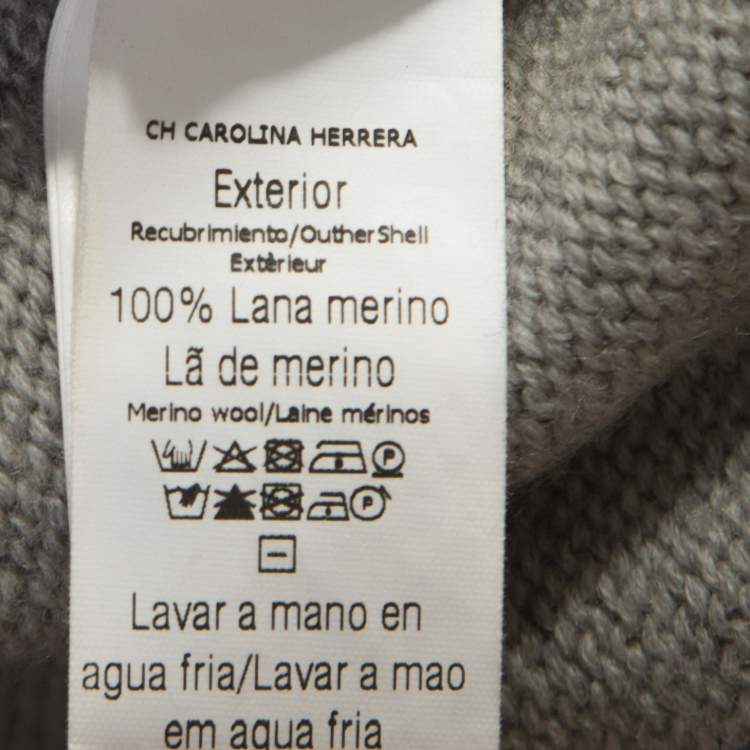 CH CAROLINA HERRERA
Exterior
Recubrimiento/OutherShell
Extèrieur
100% Lana merino
Lã de merino
Merino wool/Laine mérinos
P
P
Lavar a mano en
agua fria/Lavar a mao
em agua fria